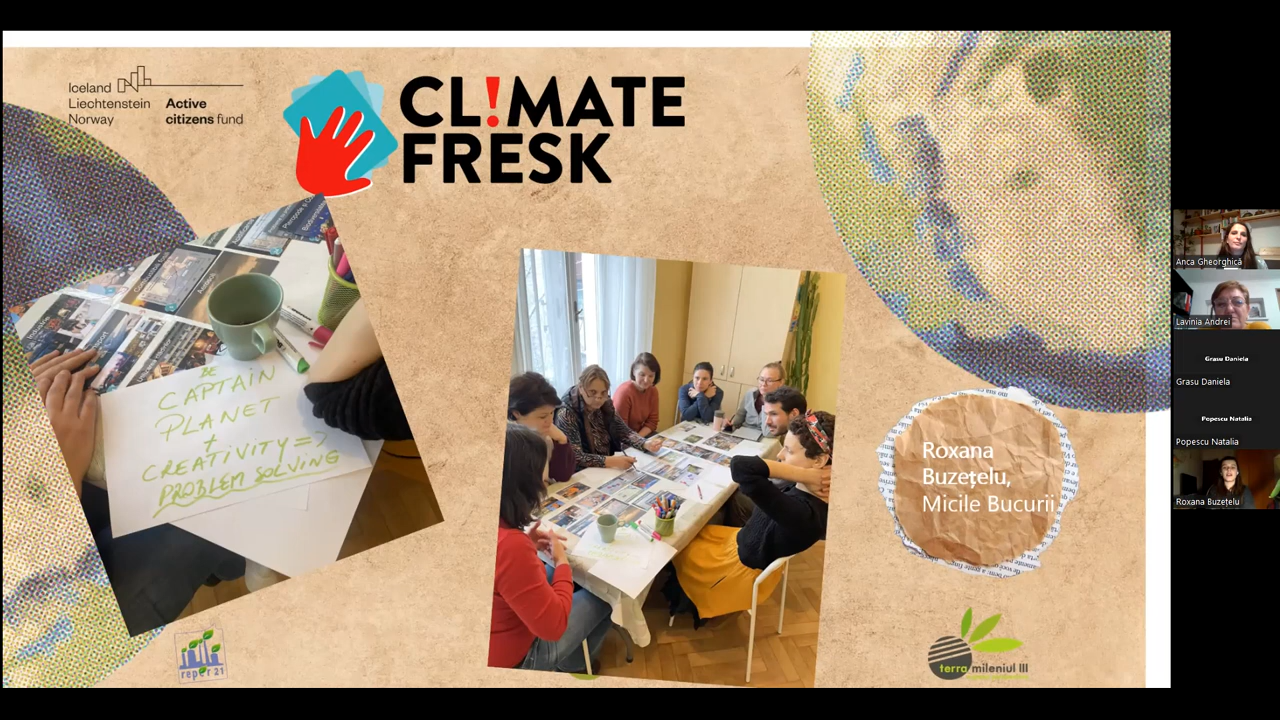 Iceland
Liechtenstein
Norway
Active
citizens fund
CL!MATE
FRESK
BE
CAPTAIN
PLANET
+
CREATIVITY =>
PROBLEM SOLVING
Roxana
Buzețelu,
Micile Bucurii
reper 21
terra mileniul III
Anca Gheorghică
Lavinia Andrei
Grasu Daniela
Grasu Daniela
Popescu Natalia
Popescu Natalia
Roxana Buzețelu